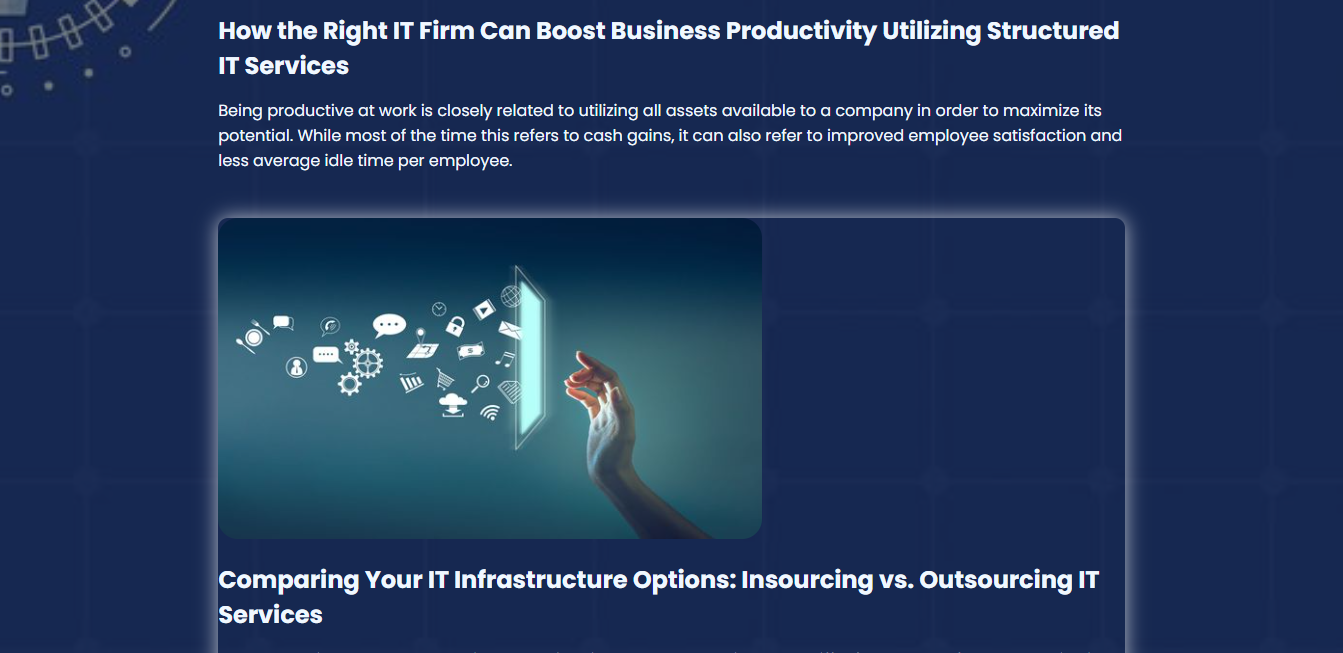 How the Right IT Firm Can Boost Business Productivity Utilizing Structured
IT Services
Being productive at work is closely related to utilizing all assets available to a company in order to maximize its
potential. While most of the time this refers to cash gains, it can also refer to improved employee satisfaction and
less average idle time per employee.
Comparing Your IT Infrastructure Options: Insourcing vs. Outsourcing IT
Services